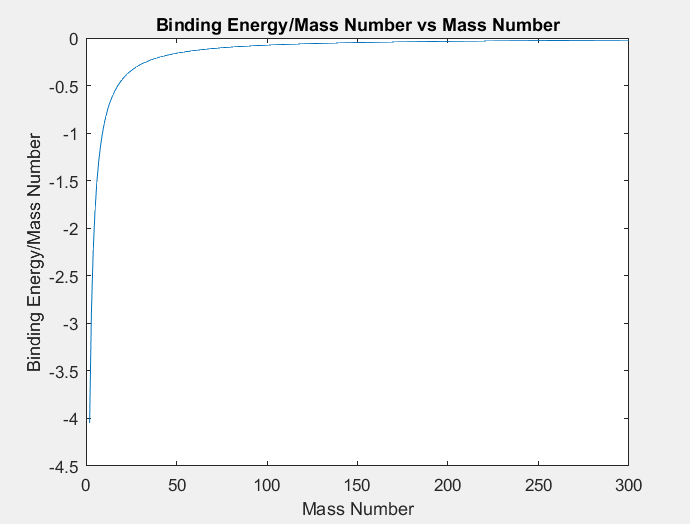 Binding Energy/Mass Number vs Mass Number
0
-0.5
-1
-1.5
-2
-2.5
-3
-3.5
-4
-4.5
Binding Energy/Mass Number
0 50 100 150 200 250 300
Mass Number